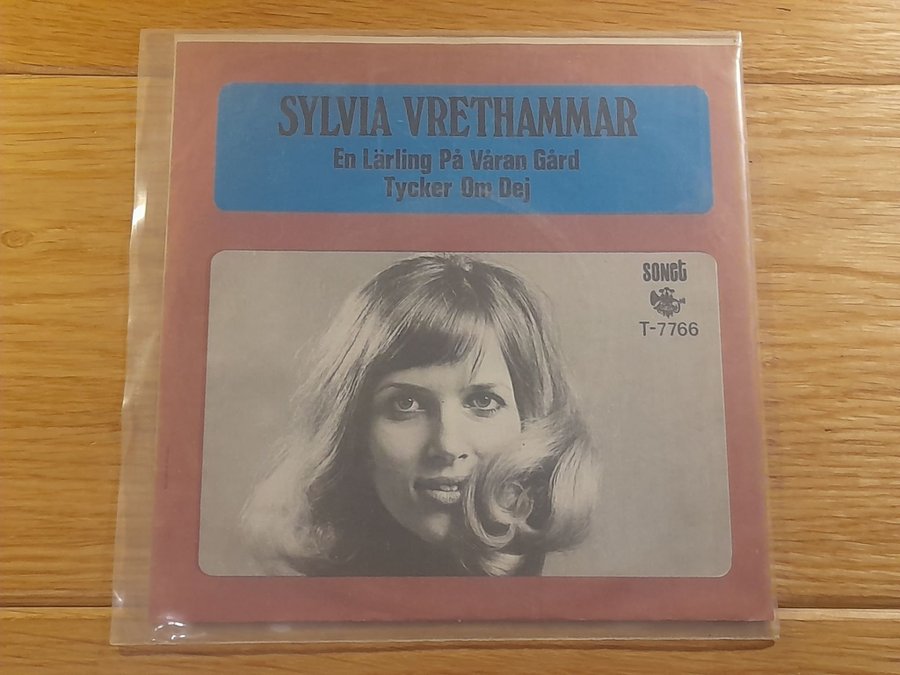 SYLVIA VRETHAMMAR
En Lärling På Våran Gård
Tycker Om Dej
sonet
T-7766